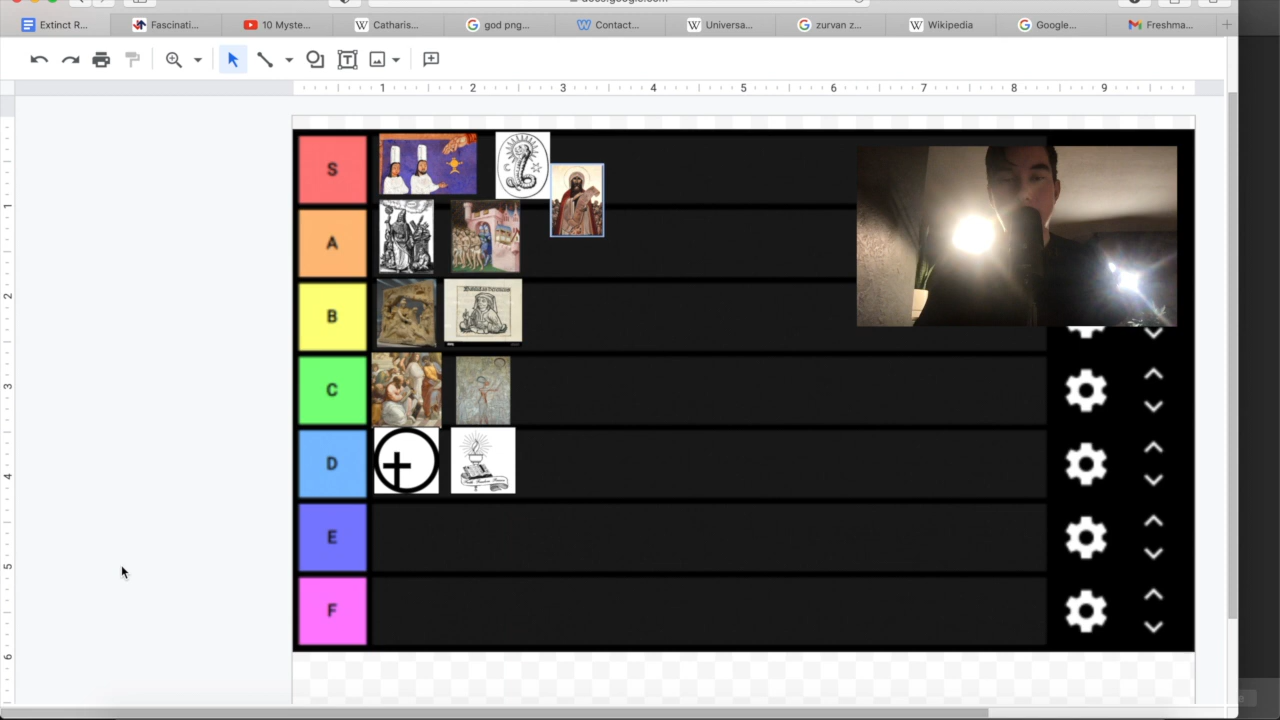 Extinct R...
Fascinati...
10 Myste...
Catharis...
god png...
Contact...
Universa...
zurvan z...
Wikipedia
Google...
Freshma...
1 2 3 4 5 6 7 8 9
1
2
3
4
5
6
S
A
B
C
D
E
F